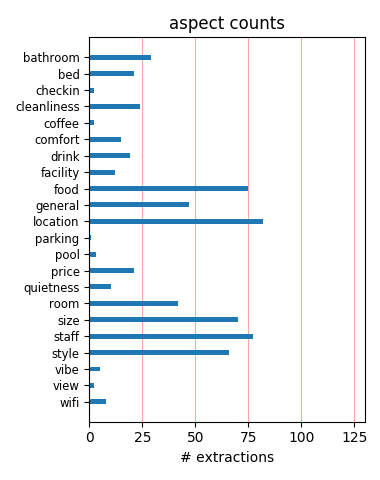 aspect counts
bathroom
bed
checkin
cleanliness
coffee
comfort
drink
facility
food
general
location
parking
pool
price
quietness
room
size
staff
style
vibe
view
wifi
0 25 50 75 100 125
# extractions